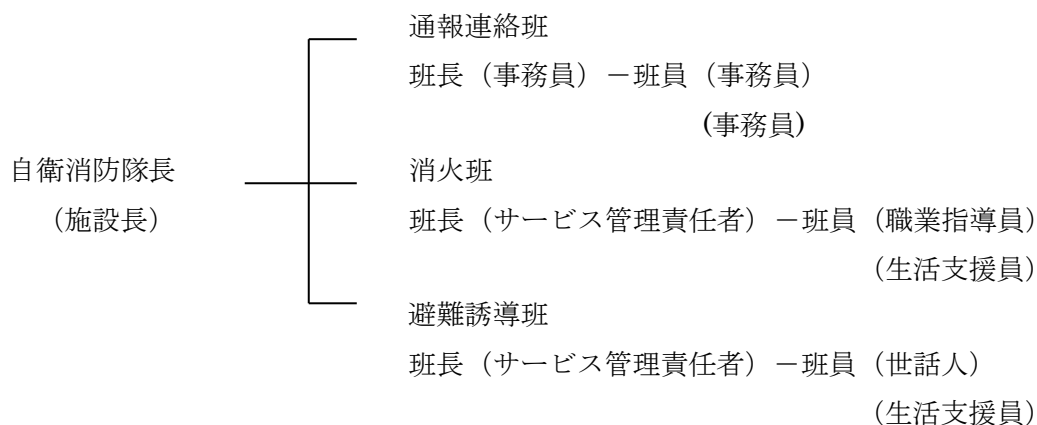 通報連絡班
班長（事務員）－班員（事務員）
(事務員)
自衛消防隊長
消火班
（施設長）
班長（サービス管理責任者）－班員（職業指導員）
（生活支援員）
避難誘導班
班長（サービス管理責任者）－班員（世話人）
（生活支援員）